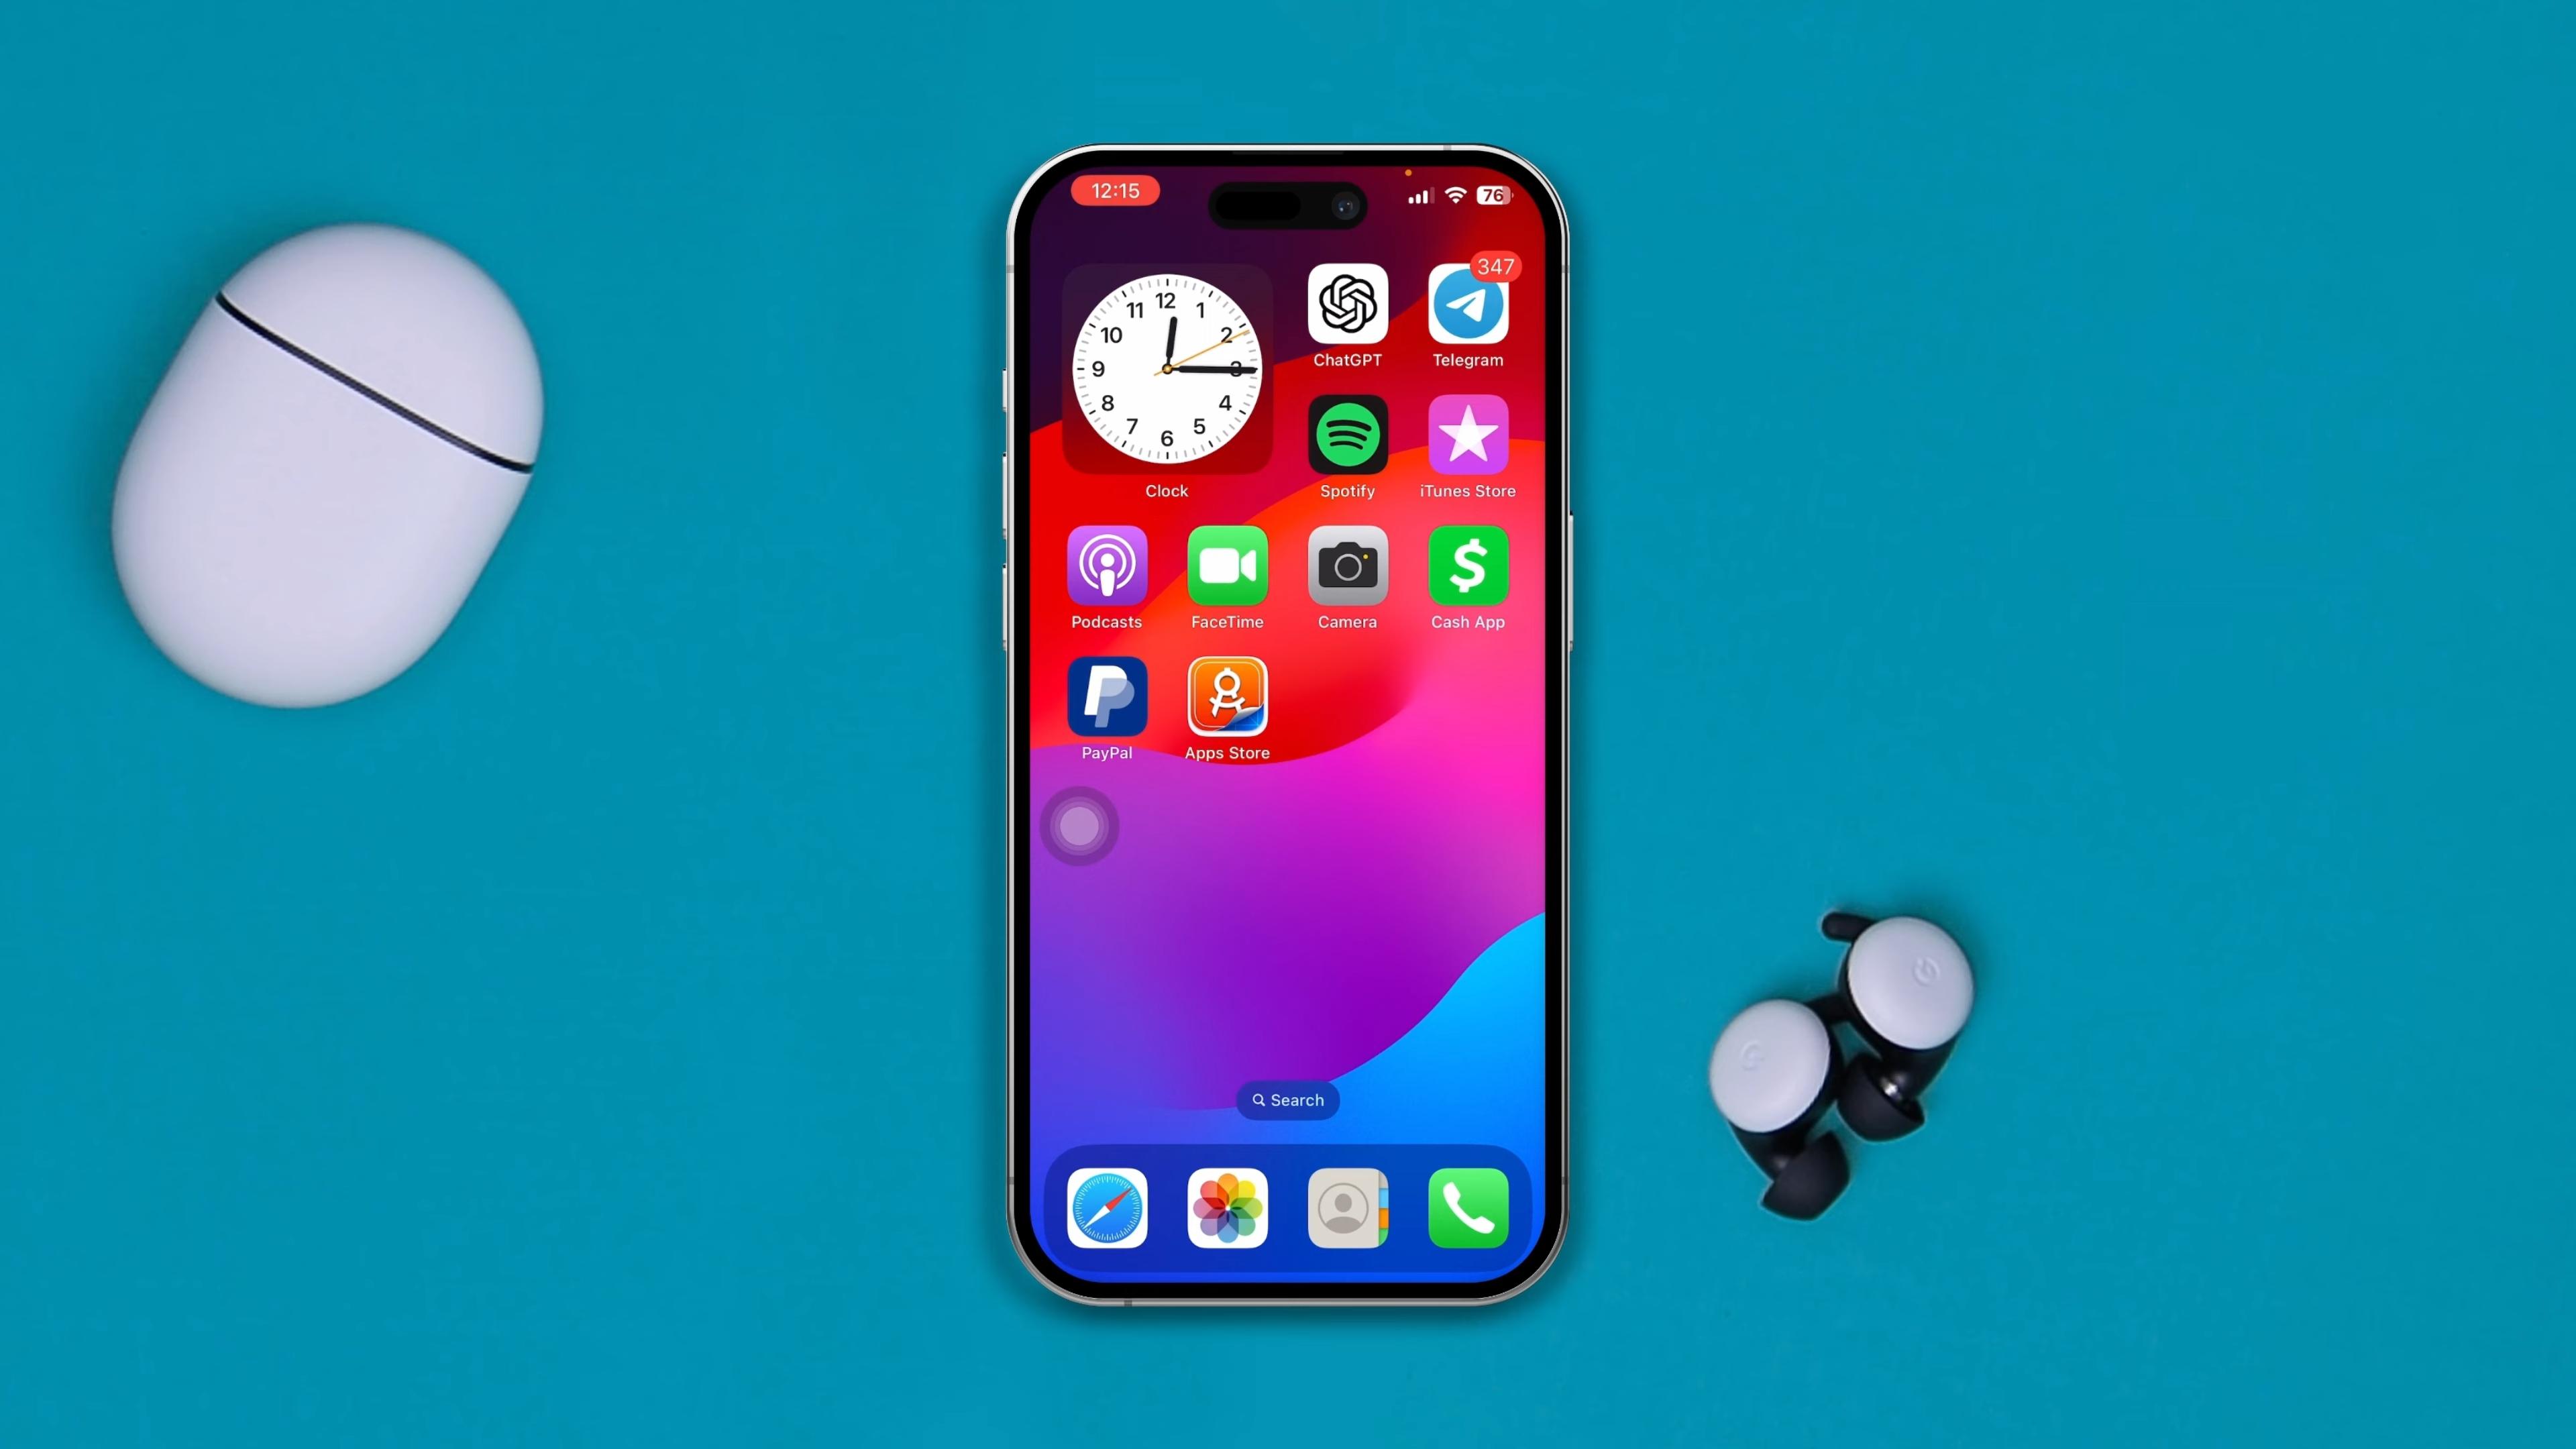 12:15
76
347
12
11
1
10
2
9
3
8
4
7
5
6
ChatGPT
Telegram
Clock
Spotify
iTunes Store
$
Podcasts
FaceTime
Camera
Cash App
PayPal
Apps Store
Search
G
G